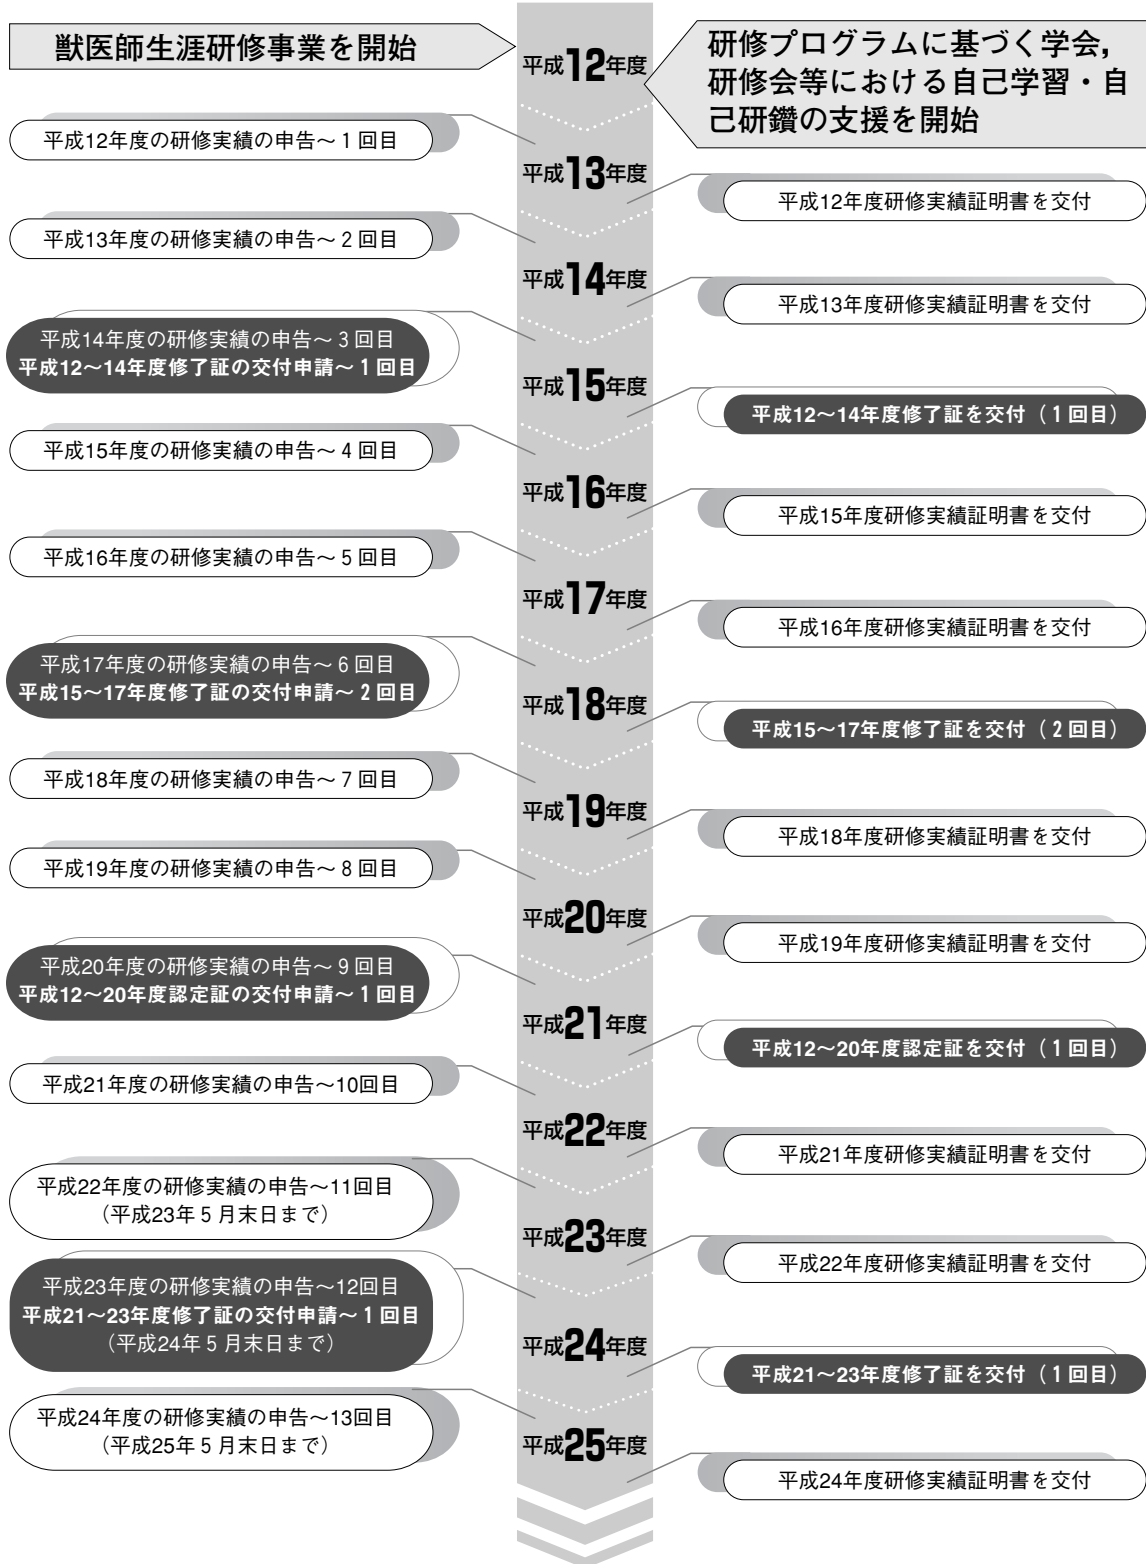 獣医師生涯研修事業を開始
平成12年度
研修プログラムに基づく学会,
研修会等における自己学習・自
己研鑽の支援を開始
平成12年度の研修実績の申告～1回目
平成13年度
平成12年度研修実績証明書を交付
平成13年度の研修実績の申告～2回目
平成14年度
平成13年度研修実績証明書を交付
平成14年度の研修実績の申告～3回目
平成12～14年度修了証の交付申請～1回目
平成15年度
平成12～14年度修了証を交付（1回目）
平成15年度の研修実績の申告～4回目
平成16年度
平成15年度研修実績証明書を交付
平成16年度の研修実績の申告～5回目
平成17年度
平成16年度研修実績証明書を交付
平成17年度の研修実績の申告～6回目
平成15～17年度修了証の交付申請～2回目
平成18年度
平成15～17年度修了証を交付（2回目）
平成18年度の研修実績の申告～7回目
平成19年度
平成18年度研修実績証明書を交付
平成19年度の研修実績の申告～8回目
平成20年度
平成19年度研修実績証明書を交付
平成20年度の研修実績の申告～9回目
平成12～20年度認定証の交付申請～1回目
平成21年度
平成12～20年度認定証を交付（1回目）
平成21年度の研修実績の申告～10回目
平成22年度
平成21年度研修実績証明書を交付
平成22年度の研修実績の申告～11回目
（平成23年5月末日まで）
平成23年度
平成22年度研修実績証明書を交付
平成23年度の研修実績の申告～12回目
平成21～23年度修了証の交付申請～1回目
（平成24年5月末日まで）
平成24年度
平成21～23年度修了証を交付（1回目）
平成24年度の研修実績の申告～13回目
（平成25年5月末日まで）
平成25年度
平成24年度研修実績証明書を交付